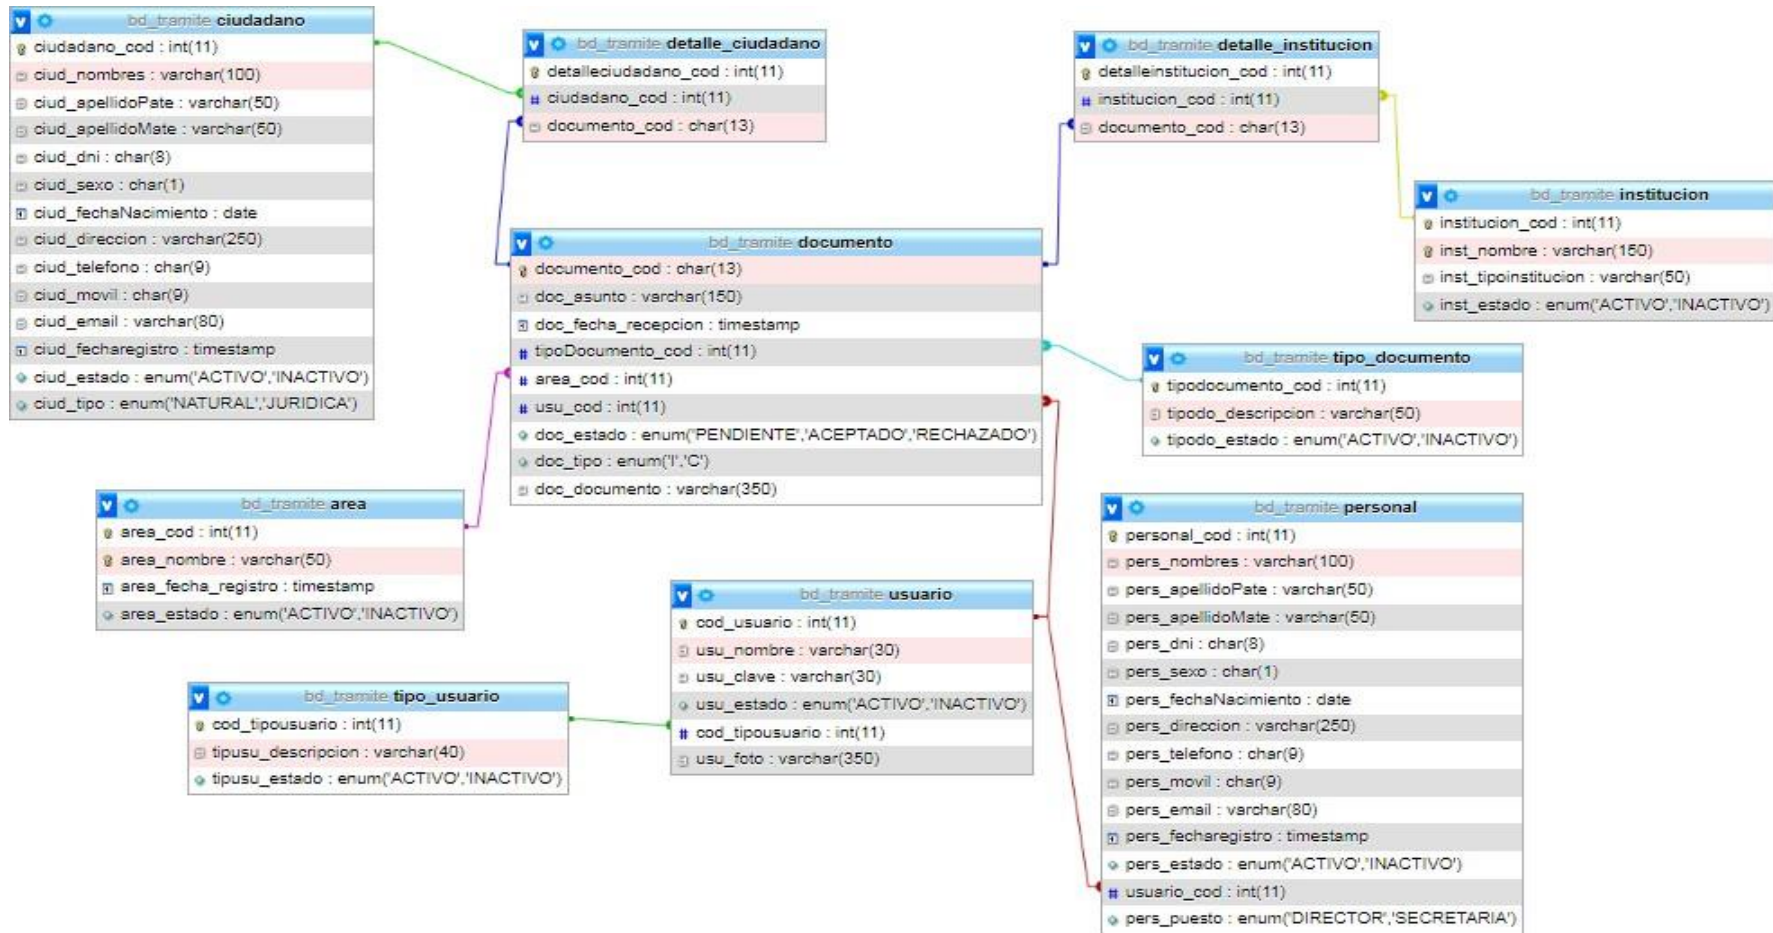 bd_tramite ciudadano
ciudadano_cod : int(11)
ciud_nombres : varchar(100)
ciud_apellidoPate : varchar(50)
ciud_apellidoMate : varchar(50)
ciud_dni : char(8)
ciud_sexo : char(1)
ciud_fechaNacimiento : date
ciud_direccion : varchar(250)
ciud_telefono : char(9)
ciud_movil : char(9)
ciud_email : varchar(80)
ciud_fecharegistro : timestamp
ciud_estado : enum('ACTIVO','INACTIVO')
ciud_tipo : enum('NATURAL','JURIDICA')
bd_tramite detalle_ciudadano
detalleciudadano_cod : int(11)
ciudadano_cod : int(11)
documento_cod : char(13)
bd_tramite detalle_institucion
detalleinstitucion_cod : int(11)
institucion_cod : int(11)
documento_cod : char(13)
bd_tramite institucion
institucion_cod : int(11)
inst_nombre : varchar(150)
inst_tipoinstitucion : varchar(50)
inst_estado : enum('ACTIVO','INACTIVO')
bd_tramite documento
documento_cod : char(13)
doc_asunto : varchar(150)
doc_fecha_recepcion : timestamp
tipoDocumento_cod : int(11)
area_cod : int(11)
usu_cod : int(11)
doc_estado : enum('PENDIENTE','ACEPTADO','RECHAZADO')
doc_tipo : enum('I','C')
doc_documento : varchar(350)
bd_tramite tipo_documento
tipodocumento_cod : int(11)
tipodo_descripcion : varchar(50)
tipodo_estado : enum('ACTIVO','INACTIVO')
bd_tramite area
area_cod : int(11)
area_nombre : varchar(50)
area_fecha_registro : timestamp
area_estado : enum('ACTIVO','INACTIVO')
bd_tramite usuario
cod_usuario : int(11)
usu_nombre : varchar(30)
usu_clave : varchar(30)
usu_estado : enum('ACTIVO','INACTIVO')
cod_tipousuario : int(11)
usu_foto : varchar(350)
bd_tramite tipo_usuario
cod_tipousuario : int(11)
tipusu_descripcion : varchar(40)
tipusu_estado : enum('ACTIVO','INACTIVO')
bd_tramite personal
personal_cod : int(11)
pers_nombres : varchar(100)
pers_apellidoPate : varchar(50)
pers_apellidoMate : varchar(50)
pers_dni : char(8)
pers_sexo : char(1)
pers_fechaNacimiento : date
pers_direccion : varchar(250)
pers_telefono : char(9)
pers_movil : char(9)
pers_email : varchar(80)
pers_fecharegistro : timestamp
pers_estado : enum('ACTIVO','INACTIVO')
usuario_cod : int(11)
pers_puesto : enum('DIRECTOR','SECRETARIA')